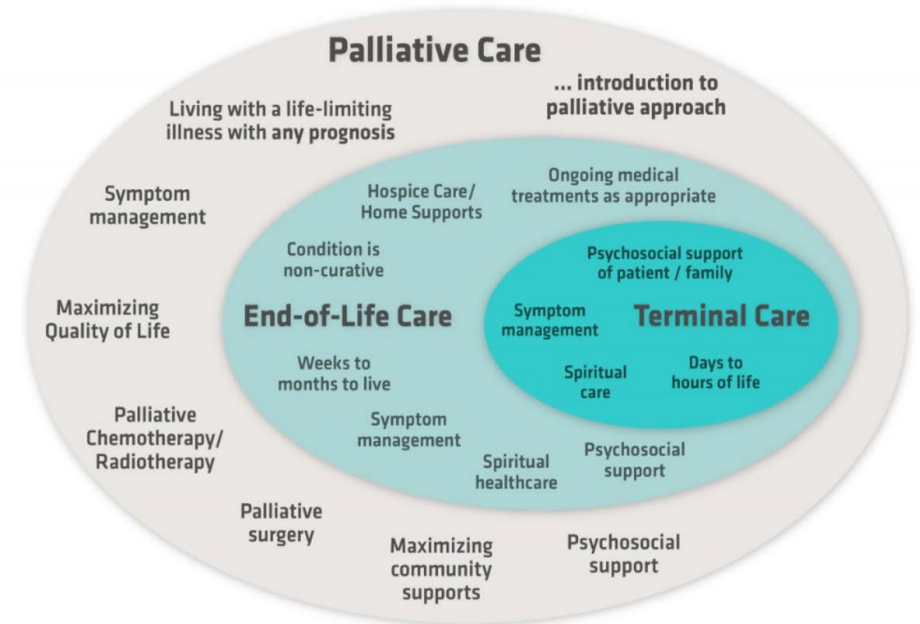 Palliative Care
... introduction to
palliative approach
Living with a life-limiting
illness with any prognosis
Symptom
management
Hospice Care/
Home Supports
Ongoing medical
treatments as appropriate
Condition is
non-curative
Psychosocial support
of patient / family
Maximizing
Quality of Life
End-of-Life Care
Symptom
management
Terminal Care
Weeks to
months to live
Spiritual
care
Days to
hours of life
Palliative
Chemotherapy/
Radiotherapy
Symptom
management
Spiritual
healthcare
Psychosocial
support
Palliative
surgery
Maximizing
community
supports
Psychosocial
support